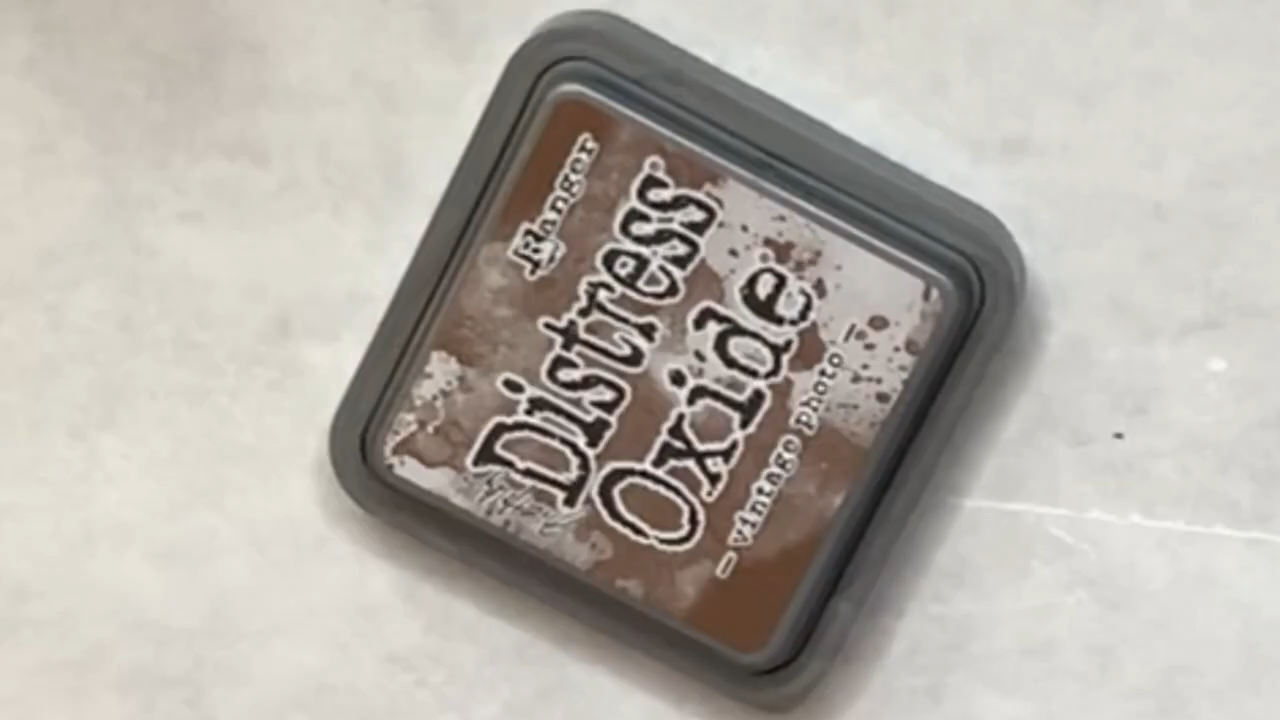 Ranger
Distress®
Oxide
— vintage photo —